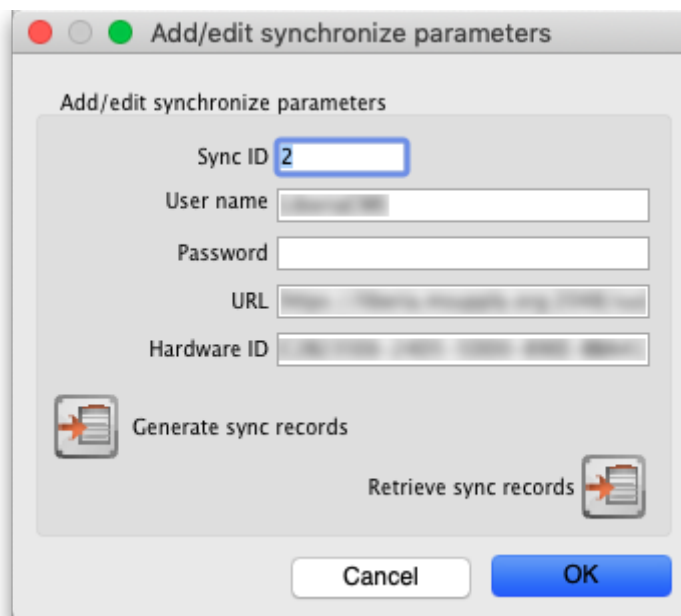 Add/edit synchronize parameters
Add/edit synchronize parameters
Sync ID 2
User name
Password
URL
Hardware ID
Generate sync records
Retrieve sync records
Cancel OK